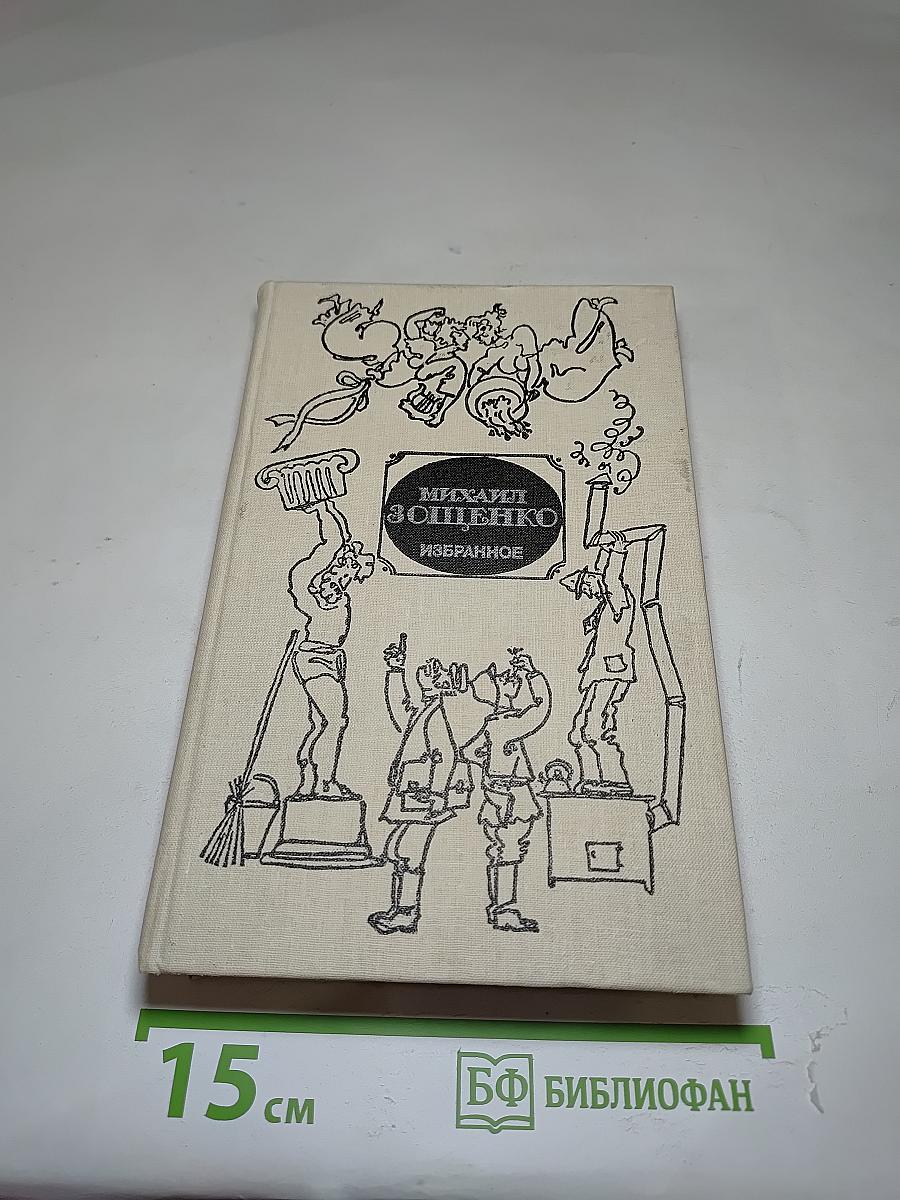 МИХАИЛ
ЗОЩЕНКО
ИЗБРАННОЕ
15 см
БФ БИБЛИОФАН